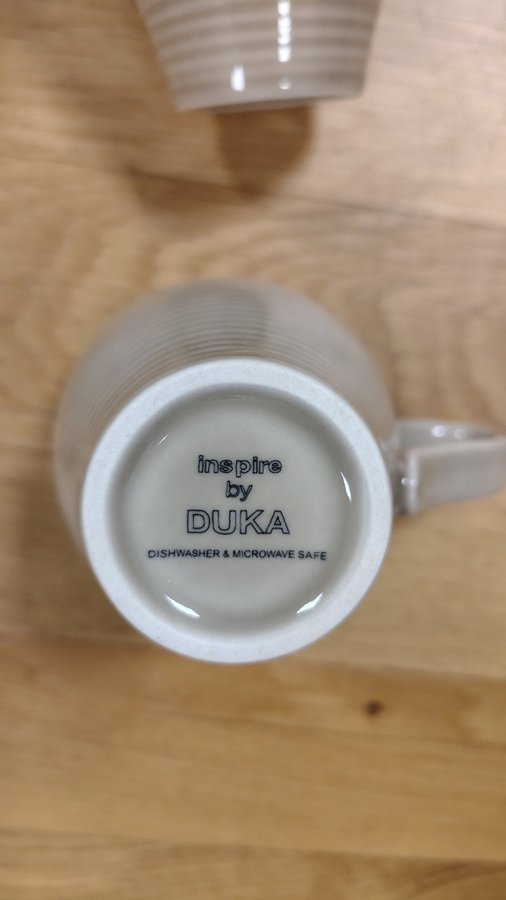 inspire
by
DUKA
DISHWASHER & MICROWAVE SAFE